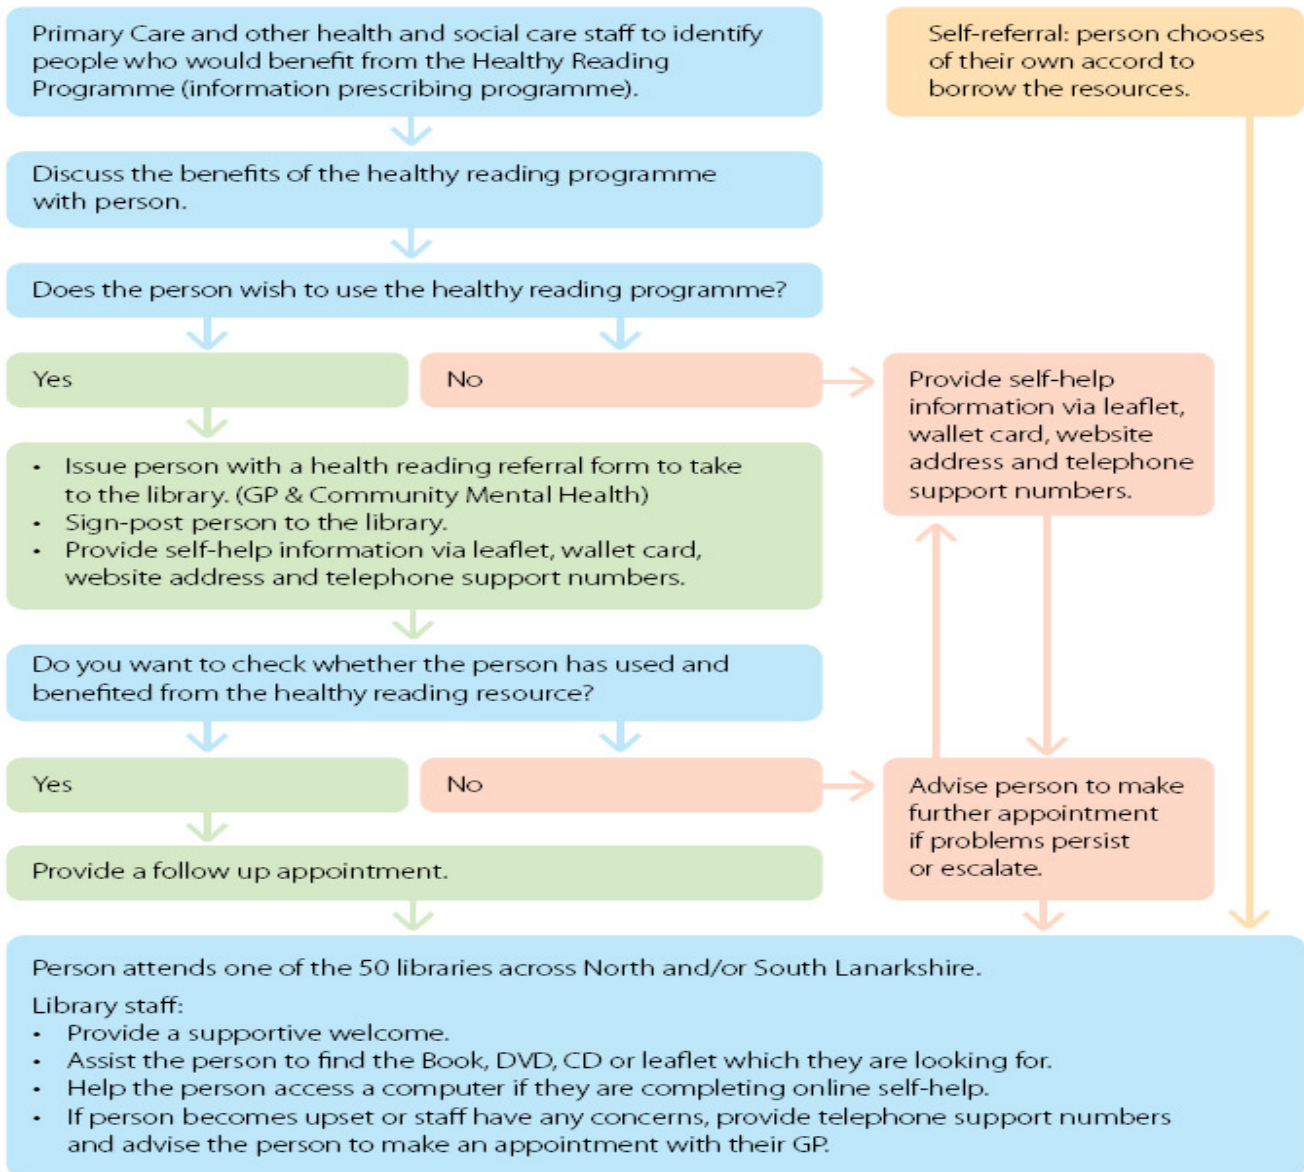 Primary Care and other health and social care staff to identify
people who would benefit from the Healthy Reading
Programme (information prescribing programme).
Self-referral: person chooses
of their own accord to
borrow the resources.
Discuss the benefits of the healthy reading programme
with person.
Does the person wish to use the healthy reading programme?
Yes
No
Provide self-help
information via leaflet,
wallet card, website
address and telephone
support numbers.
• Issue person with a health reading referral form to take
to the library. (GP & Community Mental Health)
• Sign-post person to the library.
• Provide self-help information via leaflet, wallet card,
website address and telephone support numbers.
Do you want to check whether the person has used and
benefited from the healthy reading resource?
Yes
No
Advise person to make
further appointment
if problems persist
or escalate.
Provide a follow up appointment.
Person attends one of the 50 libraries across North and/or South Lanarkshire.
Library staff:
• Provide a supportive welcome.
• Assist the person to find the Book, DVD, CD or leaflet which they are looking for.
• Help the person access a computer if they are completing online self-help.
• If person becomes upset or staff have any concerns, provide telephone support numbers
and advise the person to make an appointment with their GP.